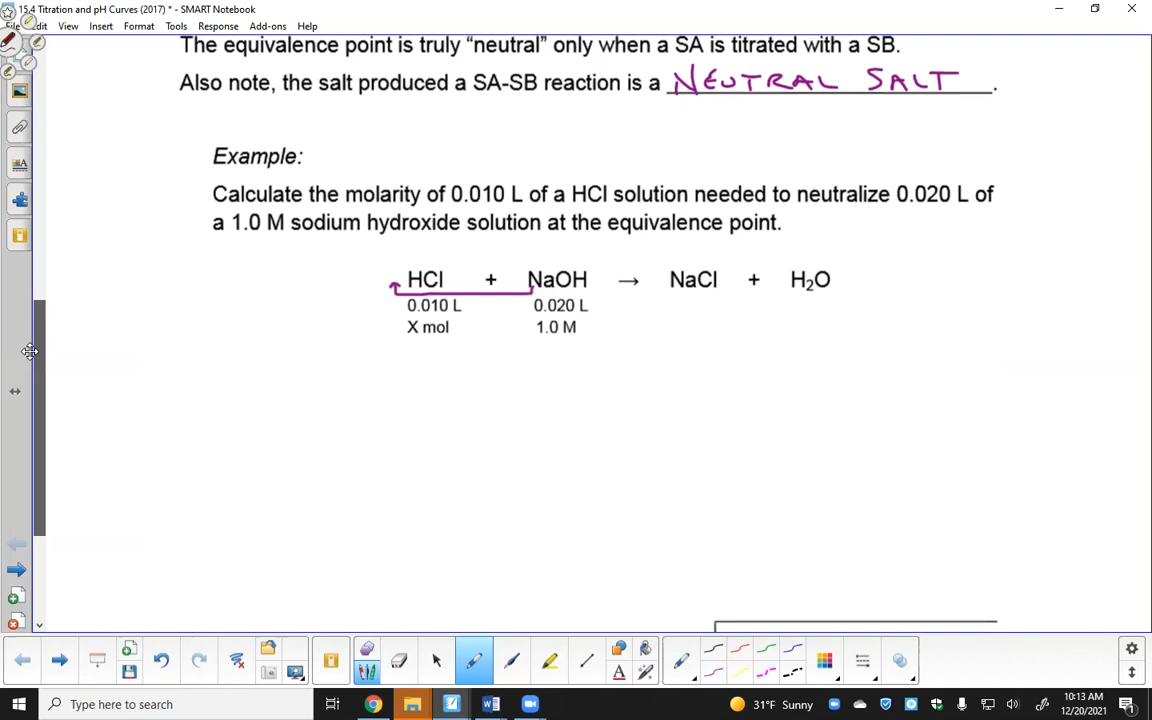 15.4 Titration and pH Curves (2017) * - SMART Notebook
Edit View Insert Format Tools Response Add-ons Help
The equivalence point is truly “neutral” only when a SA is titrated with a SB.
Also note, the salt produced a SA-SB reaction is a NEUTRAL SALT.
Example:
Calculate the molarity of 0.010 L of a HCl solution needed to neutralize 0.020 L of
a 1.0 M sodium hydroxide solution at the equivalence point.
HCl + NaOH → NaCl + H₂O
0.010 L 0.020 L
X mol 1.0 M
Type here to search
31°F Sunny
10:13 AM
12/20/2021